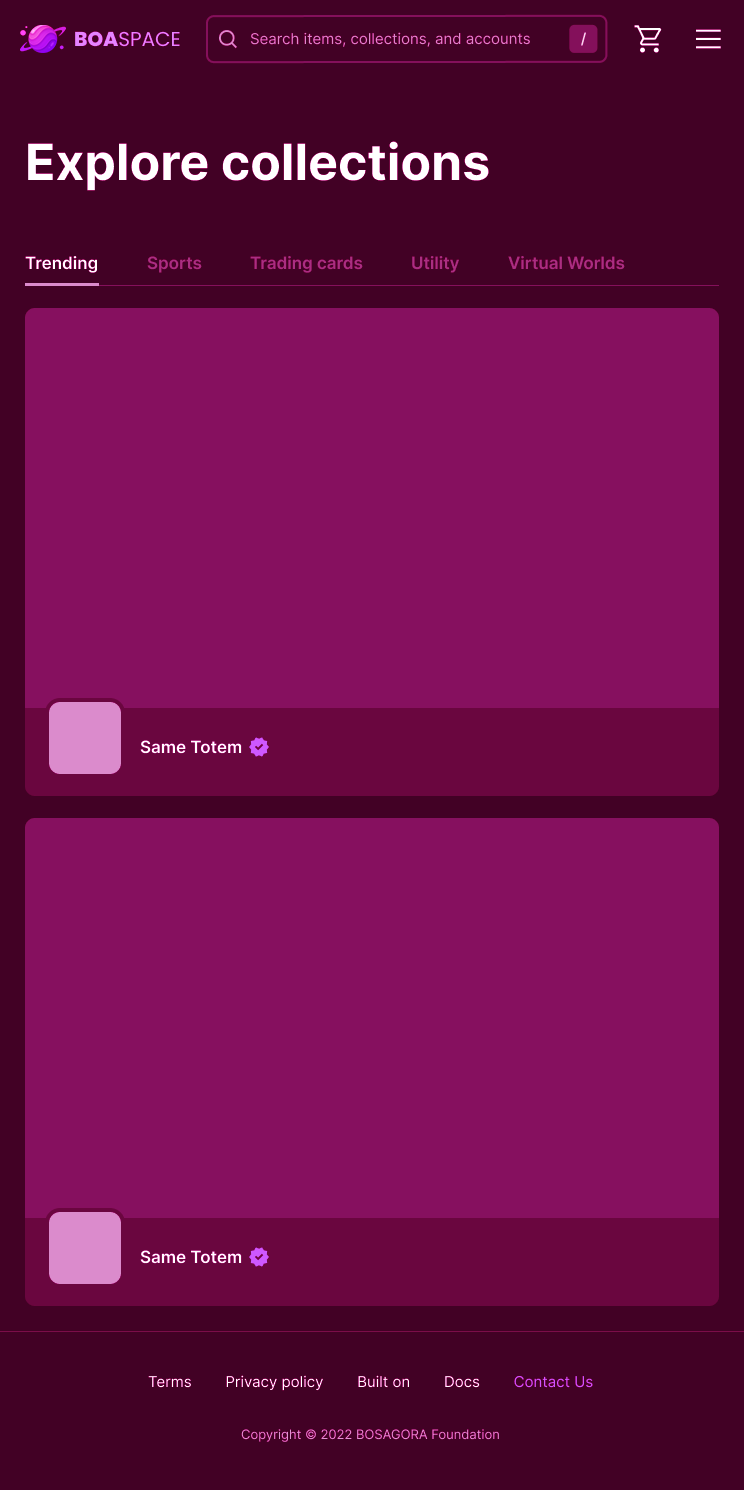 BOASPACE
Search items, collections, and accounts /
Explore collections
Trending Sports Trading cards Utility Virtual Worlds
Same Totem
Same Totem
Terms Privacy policy Built on Docs Contact Us
Copyright © 2022 BOSAGORA Foundation